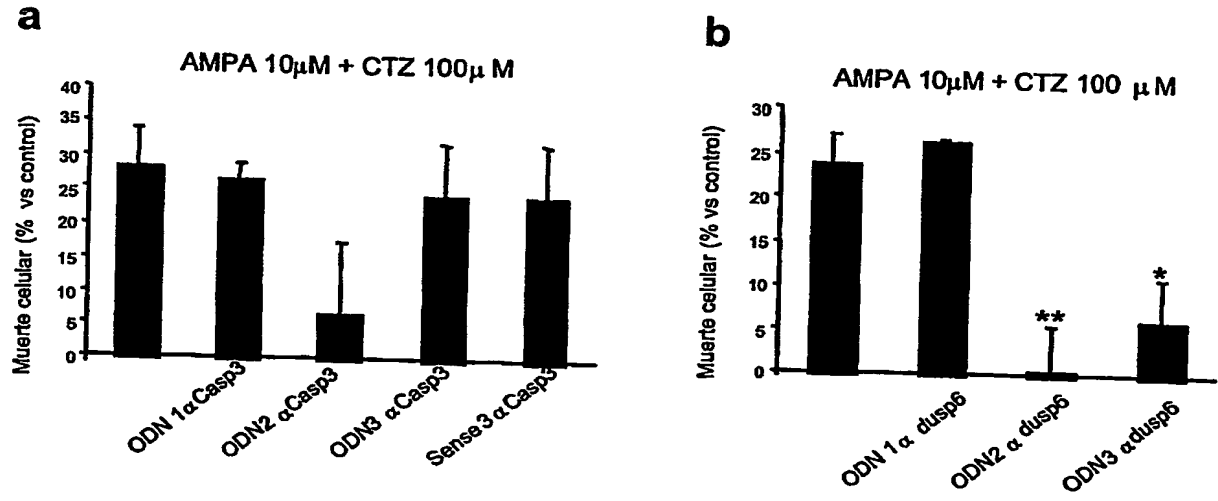 a
AMPA 10μM + CTZ 100μ M
Muerte celular (% vs control)
40
35
30
25
20
15
10
5
0
ODN 1αCasp3
ODN2 αCasp3
ODN3 αCasp3
Sense 3 αCasp3
b
AMPA 10μM + CTZ 100 μ M
Muerte celular (% vs control)
30
25
20
15
10
5
0
**
*
ODN 1α dusp6
ODN2 α dusp6
ODN3 αdusp6